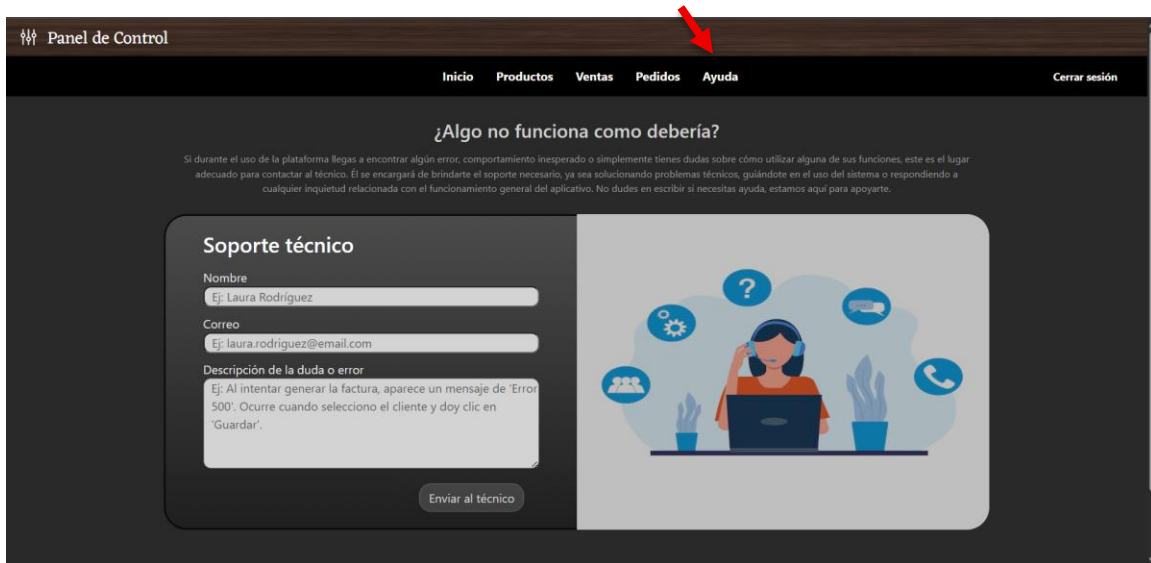 Panel de Control
Inicio Productos Ventas Pedidos Ayuda Cerrar sesión
¿Algo no funciona como debería?
Si durante el uso de la plataforma llegas a encontrar algún error, comportamiento inesperado o simplemente tienes dudas sobre cómo utilizar alguna de sus funciones, este es el lugar
adecuado para contactar al técnico. Él se encargará de brindarte el soporte necesario, ya sea solucionando problemas técnicos, guiándote en el uso del sistema o respondiendo a
cualquier inquietud relacionada con el funcionamiento general del aplicativo. No dudes en escribir si necesitas ayuda, estamos aquí para apoyarte.
Soporte técnico
Nombre
Ej: Laura Rodríguez
Correo
Ej: laura.rodriguez@email.com
Descripción de la duda o error
Ej: Al intentar generar la factura, aparece un mensaje de 'Error
500'. Ocurre cuando selecciono el cliente y doy clic en
'Guardar'.
Enviar al técnico
?